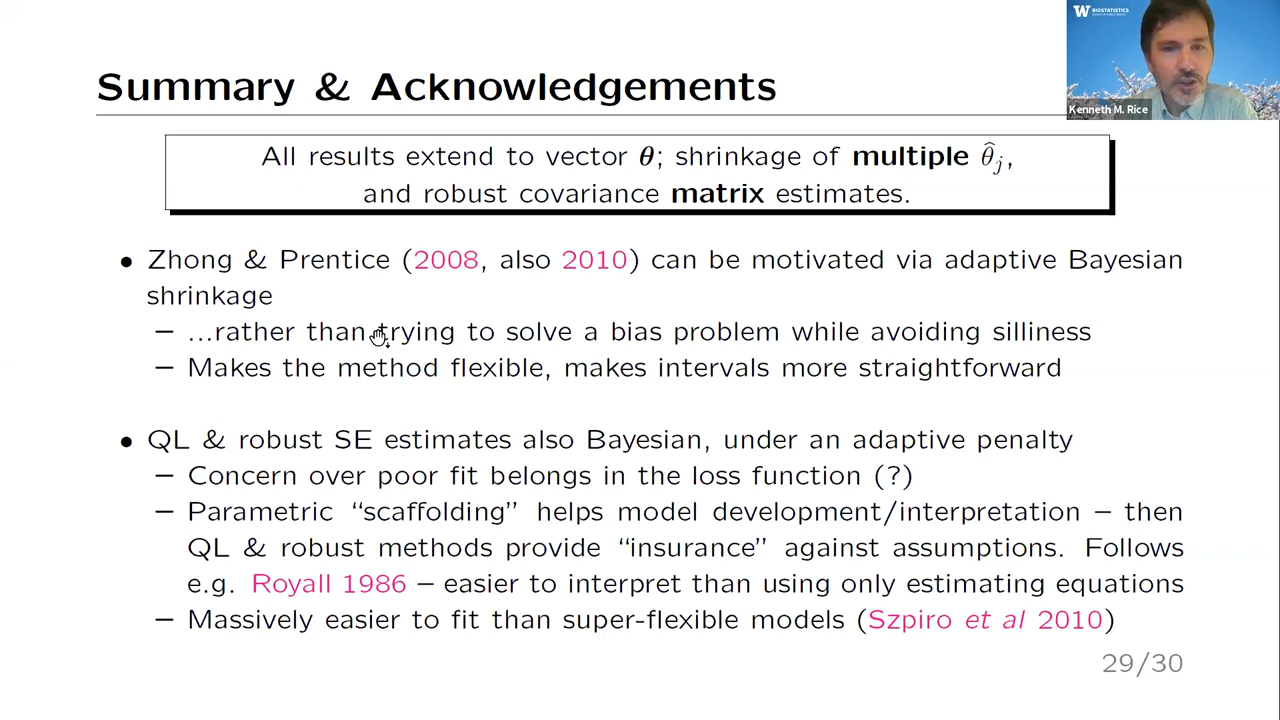 W BIOSTATISTICS
Kenneth M. Rice
Summary & Acknowledgements
All results extend to vector θ; shrinkage of multiple θ̂ⱼ,
and robust covariance matrix estimates.
• Zhong & Prentice (2008, also 2010) can be motivated via adaptive Bayesian
shrinkage
– ...rather than trying to solve a bias problem while avoiding silliness
– Makes the method flexible, makes intervals more straightforward
• QL & robust SE estimates also Bayesian, under an adaptive penalty
– Concern over poor fit belongs in the loss function (?)
– Parametric “scaffolding” helps model development/interpretation – then
QL & robust methods provide “insurance” against assumptions. Follows
e.g. Royall 1986 – easier to interpret than using only estimating equations
– Massively easier to fit than super-flexible models (Szpiro et al 2010)
29/30